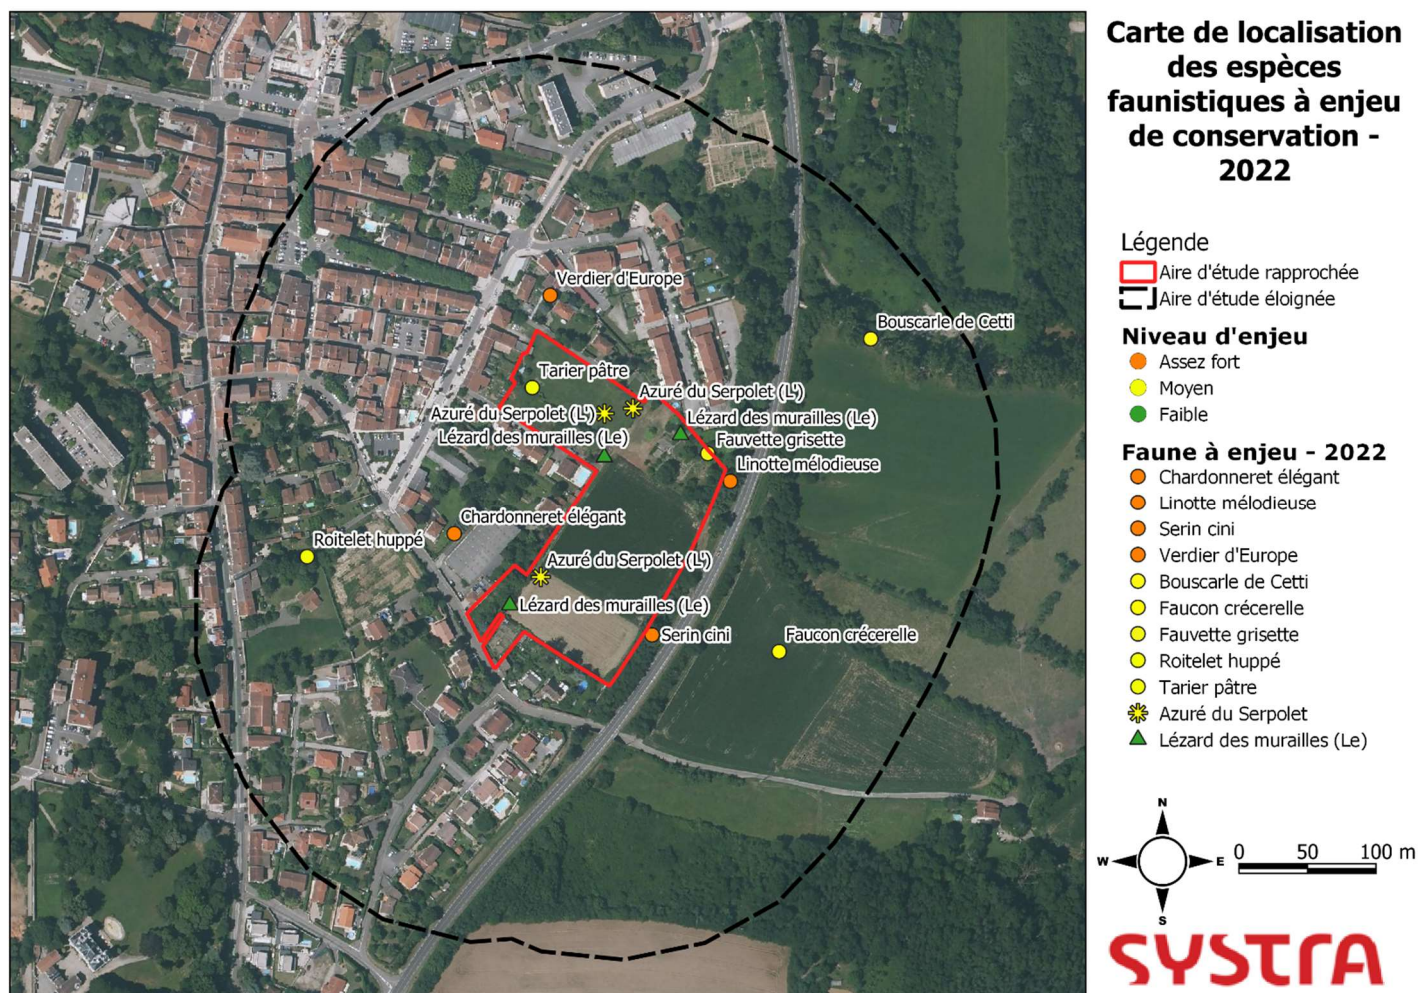 Carte de localisation
des espèces
faunistiques à enjeu
de conservation -
2022
Légende
Aire d'étude rapprochée
Aire d'étude éloignée
Niveau d'enjeu
Assez fort
Moyen
Faible
Faune à enjeu - 2022
Chardonneret élégant
Linotte mélodieuse
Serin cini
Verdier d'Europe
Bouscarle de Cetti
Faucon crécerelle
Fauvette grisette
Roitelet huppé
Tarier pâtre
Azuré du Serpolet
Lézard des murailles (Le)
N
W E
S
0 50 100 m
SYSTRA
Verdier d'Europe
Bouscarle de Cetti
Tarier pâtre
Azuré du Serpolet (L')
Azuré du Serpolet (L')
Lézard des murailles (Le)
Lézard des murailles (Le)
Fauvette grisette
Linotte mélodieuse
Chardonneret élégant
Roitelet huppé
Azuré du Serpolet (L')
Lézard des murailles (Le)
Serin cini
Faucon crécerelle